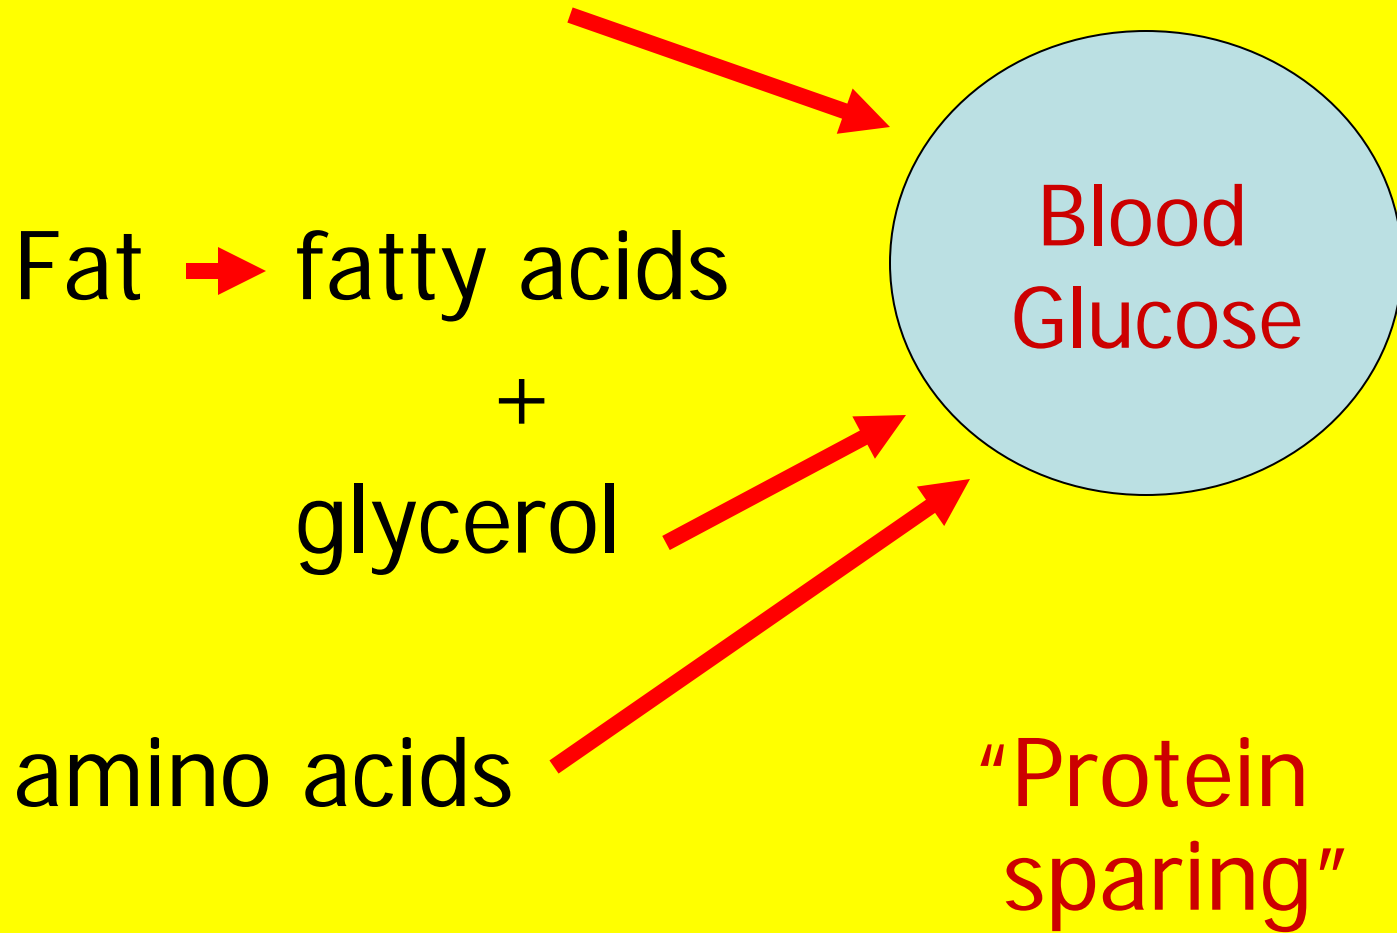 Blood
Glucose
Fat fatty acids
+
glycerol
amino acids
“Protein
sparing”